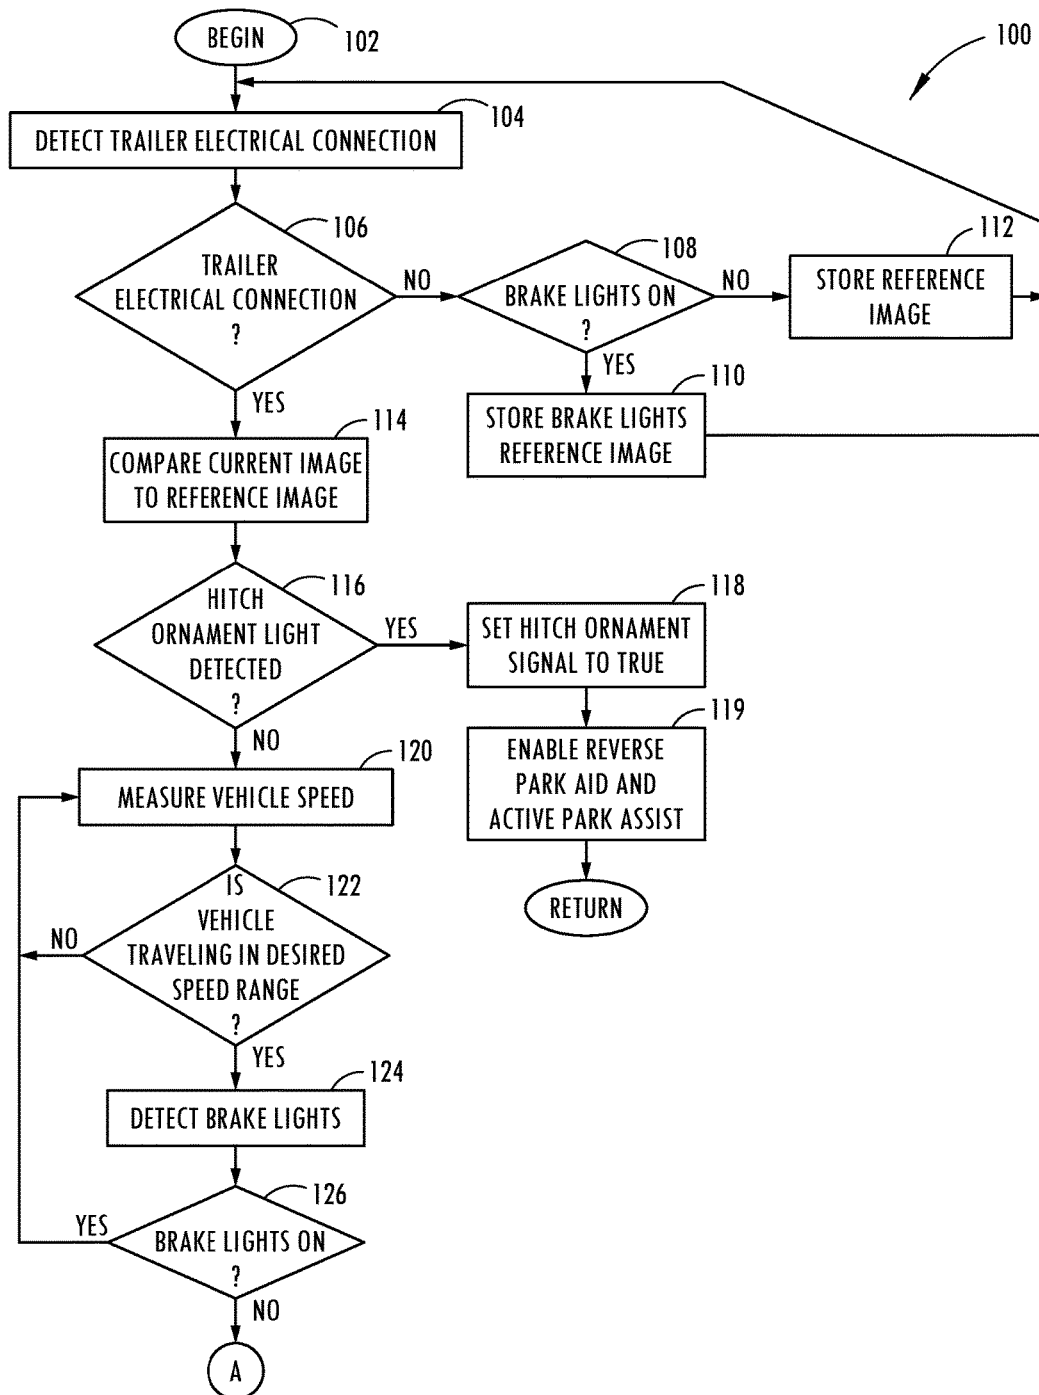 BEGIN
102
100
104
DETECT TRAILER ELECTRICAL CONNECTION
106
TRAILER
ELECTRICAL CONNECTION
?
NO
108
BRAKE LIGHTS ON
?
NO
112
STORE REFERENCE
IMAGE
YES
110
STORE BRAKE LIGHTS
REFERENCE IMAGE
YES
114
COMPARE CURRENT IMAGE
TO REFERENCE IMAGE
116
HITCH
ORNAMENT LIGHT
DETECTED
?
YES
118
SET HITCH ORNAMENT
SIGNAL TO TRUE
119
ENABLE REVERSE
PARK AID AND
ACTIVE PARK ASSIST
RETURN
NO
120
MEASURE VEHICLE SPEED
122
IS
VEHICLE
TRAVELING IN DESIRED
SPEED RANGE
?
NO
YES
124
DETECT BRAKE LIGHTS
126
BRAKE LIGHTS ON
?
YES
NO
A